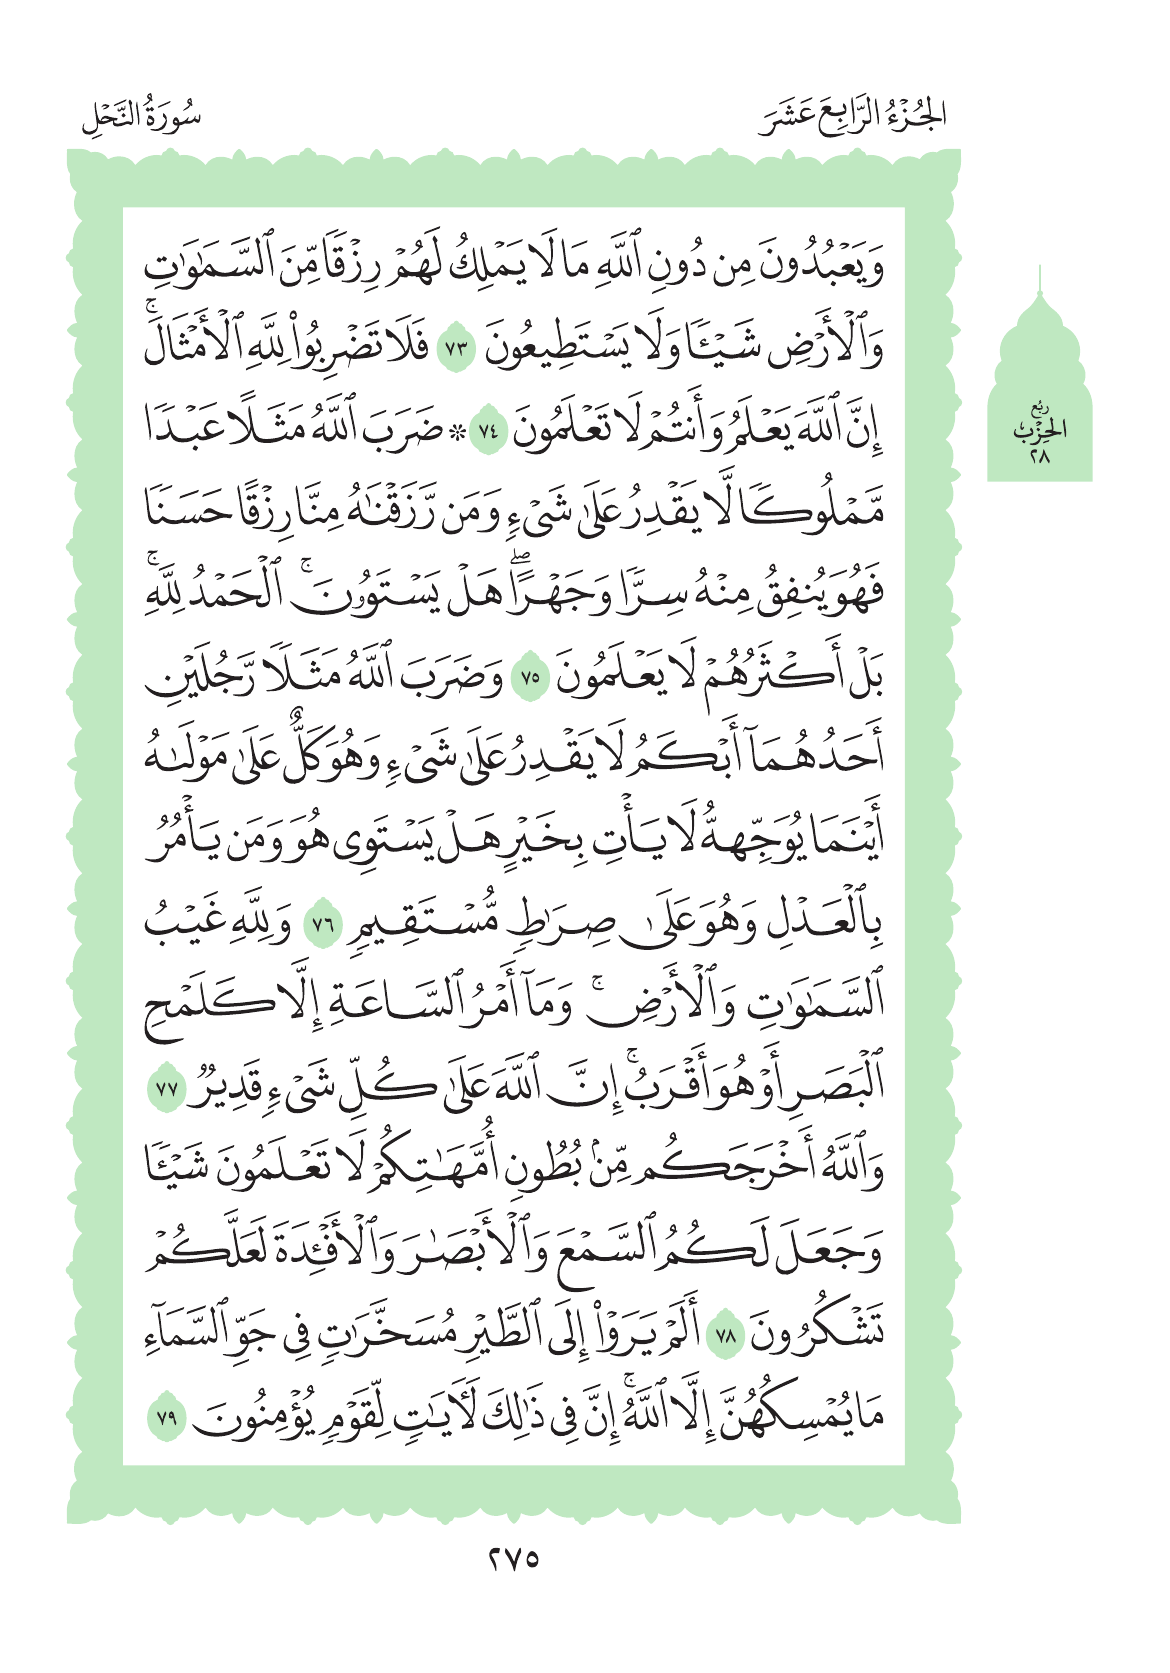 الجُزْءُ الرَّابِعَ عَشَرَ
سُورَةُ النَّحْلِ
وَيَعْبُدُونَ مِن دُونِ ٱللَّهِ مَا لَا يَمْلِكُ لَهُمْ رِزْقًا مِّنَ ٱلسَّمَٰوَٰتِ
وَٱلْأَرْضِ شَيْـًٔا وَلَا يَسْتَطِيعُونَ ٧٣ فَلَا تَضْرِبُوا۟ لِلَّهِ ٱلْأَمْثَالَ ۚ
إِنَّ ٱللَّهَ يَعْلَمُ وَأَنتُمْ لَا تَعْلَمُونَ ٧٤ * ضَرَبَ ٱللَّهُ مَثَلًا عَبْدًا
مَّمْلُوكًا لَّا يَقْدِرُ عَلَىٰ شَىْءٍ وَمَن رَّزَقْنَٰهُ مِنَّا رِزْقًا حَسَنًا
فَهُوَ يُنفِقُ مِنْهُ سِرًّا وَجَهْرًا ۖ هَلْ يَسْتَوُۥنَ ۚ ٱلْحَمْدُ لِلَّهِ ۚ
بَلْ أَكْثَرُهُمْ لَا يَعْلَمُونَ ٧٥ وَضَرَبَ ٱللَّهُ مَثَلًا رَّجُلَيْنِ
أَحَدُهُمَآ أَبْكَمُ لَا يَقْدِرُ عَلَىٰ شَىْءٍ وَهُوَ كَلٌّ عَلَىٰ مَوْلَىٰهُ
أَيْنَمَا يُوَجِّههُّ لَا يَأْتِ بِخَيْرٍ هَلْ يَسْتَوِى هُوَ وَمَن يَأْمُرُ
بِٱلْعَدْلِ وَهُوَ عَلَىٰ صِرَٰطٍ مُّسْتَقِيمٍ ٧٦ وَلِلَّهِ غَيْبُ
ٱلسَّمَٰوَٰتِ وَٱلْأَرْضِ ۚ وَمَآ أَمْرُ ٱلسَّاعَةِ إِلَّا كَلَمْحِ
ٱلْبَصَرِ أَوْ هُوَ أَقْرَبُ ۚ إِنَّ ٱللَّهَ عَلَىٰ كُلِّ شَىْءٍ قَدِيرٌ ٧٧
وَٱللَّهُ أَخْرَجَكُم مِّنۢ بُطُونِ أُمَّهَٰتِكُمْ لَا تَعْلَمُونَ شَيْـًٔا
وَجَعَلَ لَكُمُ ٱلسَّمْعَ وَٱلْأَبْصَٰرَ وَٱلْأَفْـِٔدَةَ لَعَلَّكُمْ
تَشْكُرُونَ ٧٨ أَلَمْ يَرَوْا۟ إِلَى ٱلطَّيْرِ مُسَخَّرَٰتٍ فِى جَوِّ ٱلسَّمَآءِ
مَا يُمْسِكُهُنَّ إِلَّا ٱللَّهُ ۚ إِنَّ فِى ذَٰلِكَ لَـَٔايَٰتٍ لِّقَوْمٍ يُؤْمِنُونَ ٧٩
رُبْع
الحِزْب
٢٨
٢٧٥